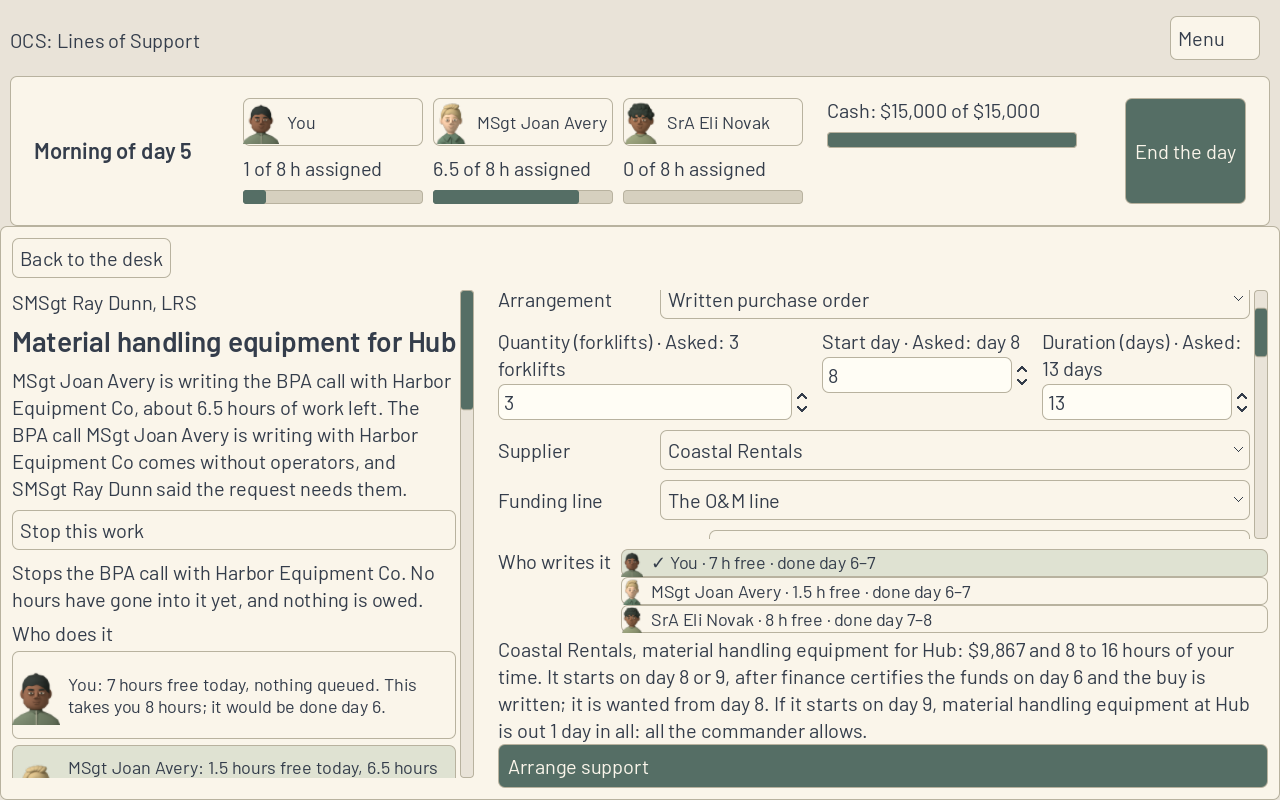 OCS: Lines of Support
Menu
Morning of day 5
You
1 of 8 h assigned
MSgt Joan Avery
6.5 of 8 h assigned
SrA Eli Novak
0 of 8 h assigned
Cash: $15,000 of $15,000
End the day
Back to the desk
SMSgt Ray Dunn, LRS
Material handling equipment for Hub
MSgt Joan Avery is writing the BPA call with Harbor
Equipment Co, about 6.5 hours of work left. The
BPA call MSgt Joan Avery is writing with Harbor
Equipment Co comes without operators, and
SMSgt Ray Dunn said the request needs them.
Stop this work
Stops the BPA call with Harbor Equipment Co. No
hours have gone into it yet, and nothing is owed.
Who does it
You: 7 hours free today, nothing queued. This
takes you 8 hours; it would be done day 6.
MSgt Joan Avery: 1.5 hours free today, 6.5 hours
Arrangement
Written purchase order
Quantity (forklifts) · Asked: 3
forklifts
3
Start day · Asked: day 8
8
Duration (days) · Asked:
13 days
13
Supplier
Coastal Rentals
Funding line
The O&M line
Who writes it
✓ You · 7 h free · done day 6–7
MSgt Joan Avery · 1.5 h free · done day 6–7
SrA Eli Novak · 8 h free · done day 7–8
Coastal Rentals, material handling equipment for Hub: $9,867 and 8 to 16 hours of your
time. It starts on day 8 or 9, after finance certifies the funds on day 6 and the buy is
written; it is wanted from day 8. If it starts on day 9, material handling equipment at Hub
is out 1 day in all: all the commander allows.
Arrange support